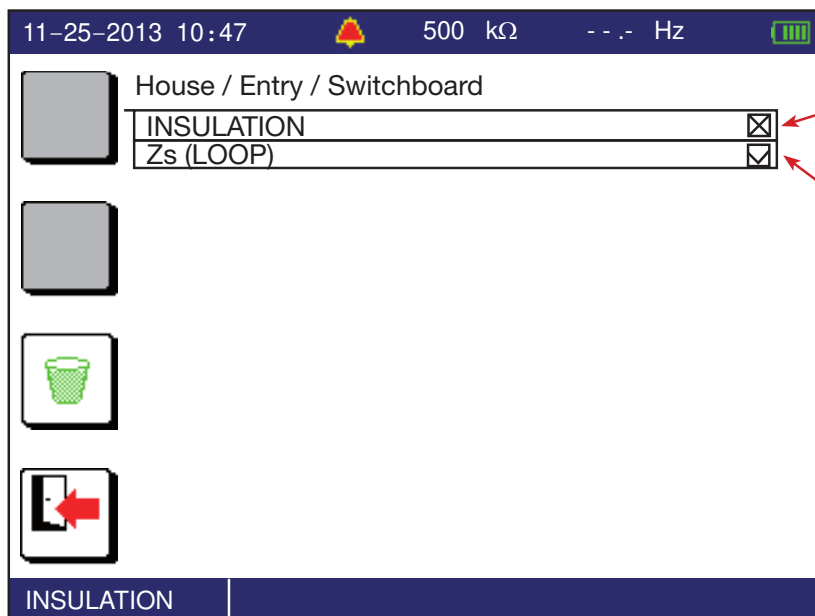 11-25-2013 10:47 500 kΩ - - .- Hz
House / Entry / Switchboard
INSULATION
Zs (LOOP)
INSULATION